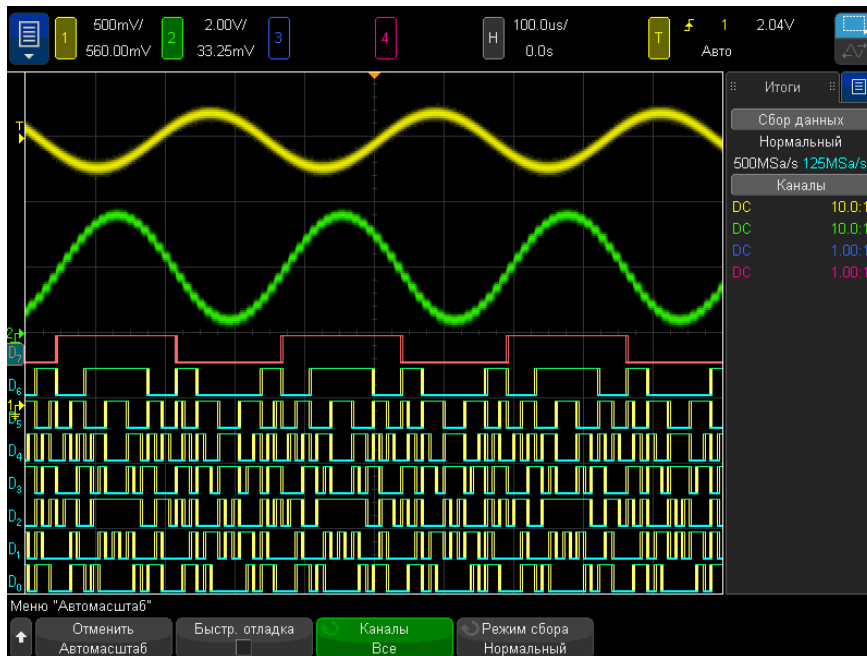 1 500mV/ 2 2.00V/ 3 4 H 100.0us/ T 1 2.04V
560.00mV 33.25mV 0.0s Авто
Итоги
Сбор данных
Нормальный
500MSa/s 125MSa/s
Каналы
DC 10.0:1
DC 10.0:1
DC 1.00:1
DC 1.00:1
T
2
D7
D6
1
D5
D4
D3
D2
D1
D0
Меню "Автомасштаб"
Отменить Автомасштаб
Быстр. отладка
Каналы Все
Режим сбора Нормальный